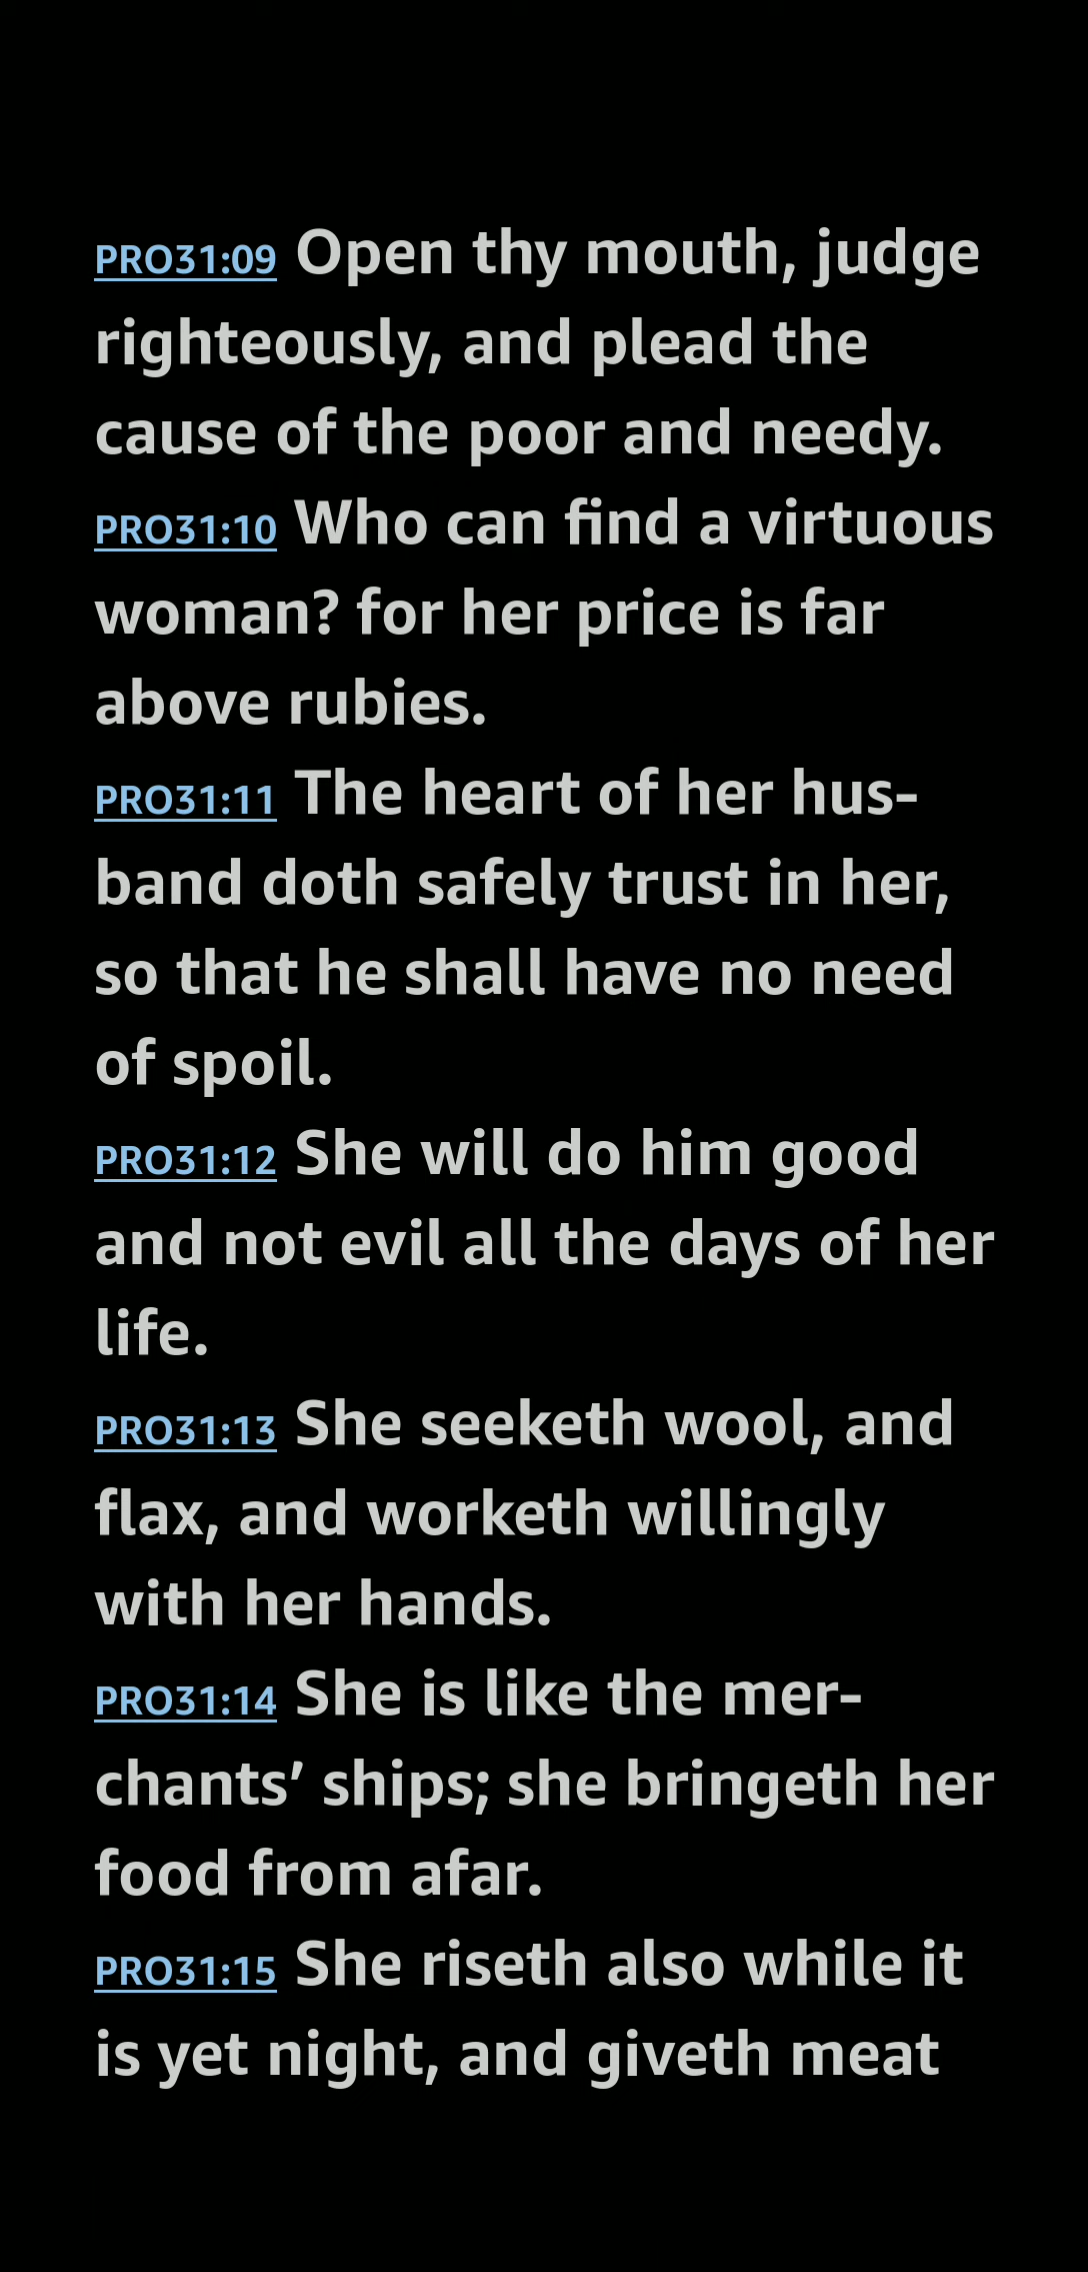 PRO31:09 Open thy mouth, judge
righteously, and plead the
cause of the poor and needy.
PRO31:10 Who can find a virtuous
woman? for her price is far
above rubies.
PRO31:11 The heart of her hus-
band doth safely trust in her,
so that he shall have no need
of spoil.
PRO31:12 She will do him good
and not evil all the days of her
life.
PRO31:13 She seeketh wool, and
flax, and worketh willingly
with her hands.
PRO31:14 She is like the mer-
chants’ ships; she bringeth her
food from afar.
PRO31:15 She riseth also while it
is yet night, and giveth meat